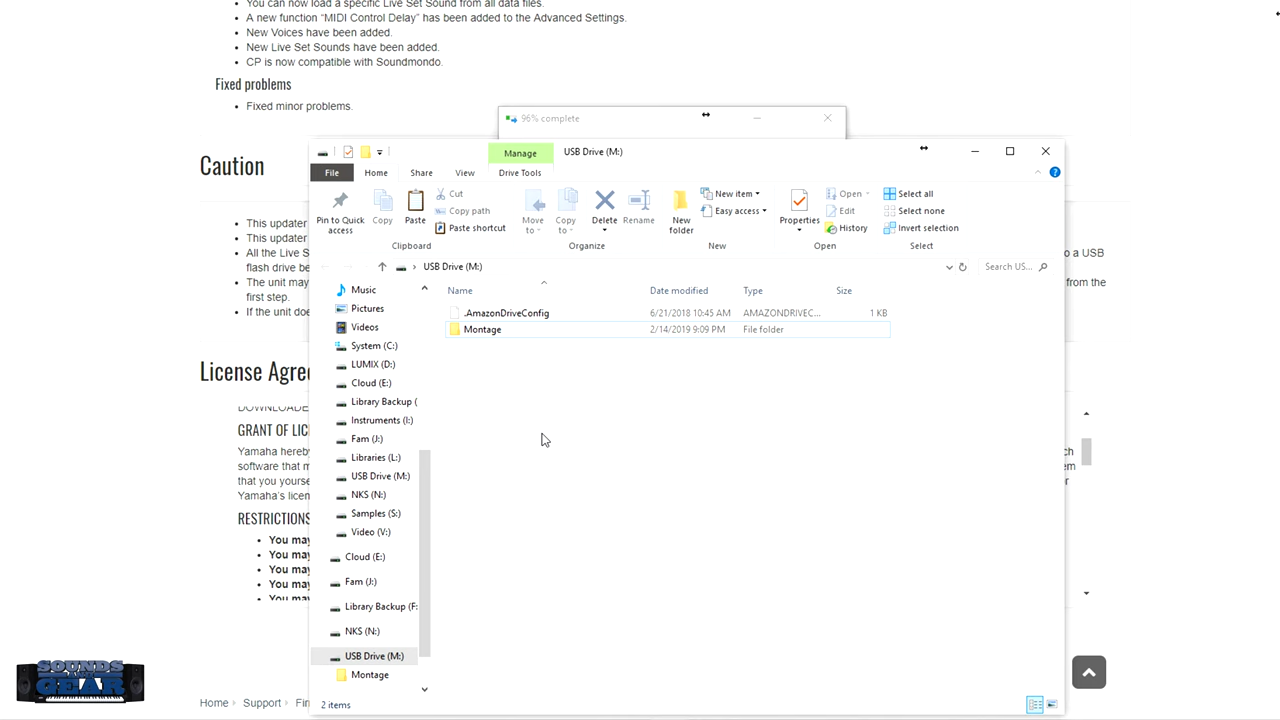 You can now load a specific Live Set Sound from all data files.
A new function “MIDI Control Delay” has been added to the Advanced Settings.
New Voices have been added.
New Live Set Sounds have been added.
CP is now compatible with Soundmondo.
Fixed problems
Fixed minor problems.
96% complete
Manage
USB Drive (M:)
File
Home
Share
View
Drive Tools
Pin to Quick access
Copy
Paste
Cut
Copy path
Paste shortcut
Move to
Copy to
Delete
Rename
New folder
New item
Easy access
Properties
Open
Edit
History
Select all
Select none
Invert selection
Clipboard
Organize
New
Open
Select
USB Drive (M:)
Search US...
Name
Date modified
Type
Size
.AmazonDriveConfig 6/21/2018 10:45 AM AMAZONDRIVEC... 1 KB
Montage 2/14/2019 9:09 PM File folder
Music
Pictures
Videos
System (C:)
LUMIX (D:)
Cloud (E:)
Library Backup (
Instruments (I:)
Fam (J:)
Libraries (L:)
USB Drive (M:)
NKS (N:)
Samples (S:)
Video (V:)
Cloud (E:)
Fam (J:)
Library Backup (F:
NKS (N:)
USB Drive (M:)
Montage
2 items
Caution
This updater
This updater
All the Live S
o a USB
flash drive be
The unit may
from the
first step.
If the unit doe
License Agree
DOWNLOADE
GRANT OF LIC
Yamaha hereby
ch
software that m
em
that you yourse
or
Yamaha’s licen
RESTRICTIONS
You may
You may
You may
You may
You may
SOUNDS
AND
GEAR
Home
Support
Fir